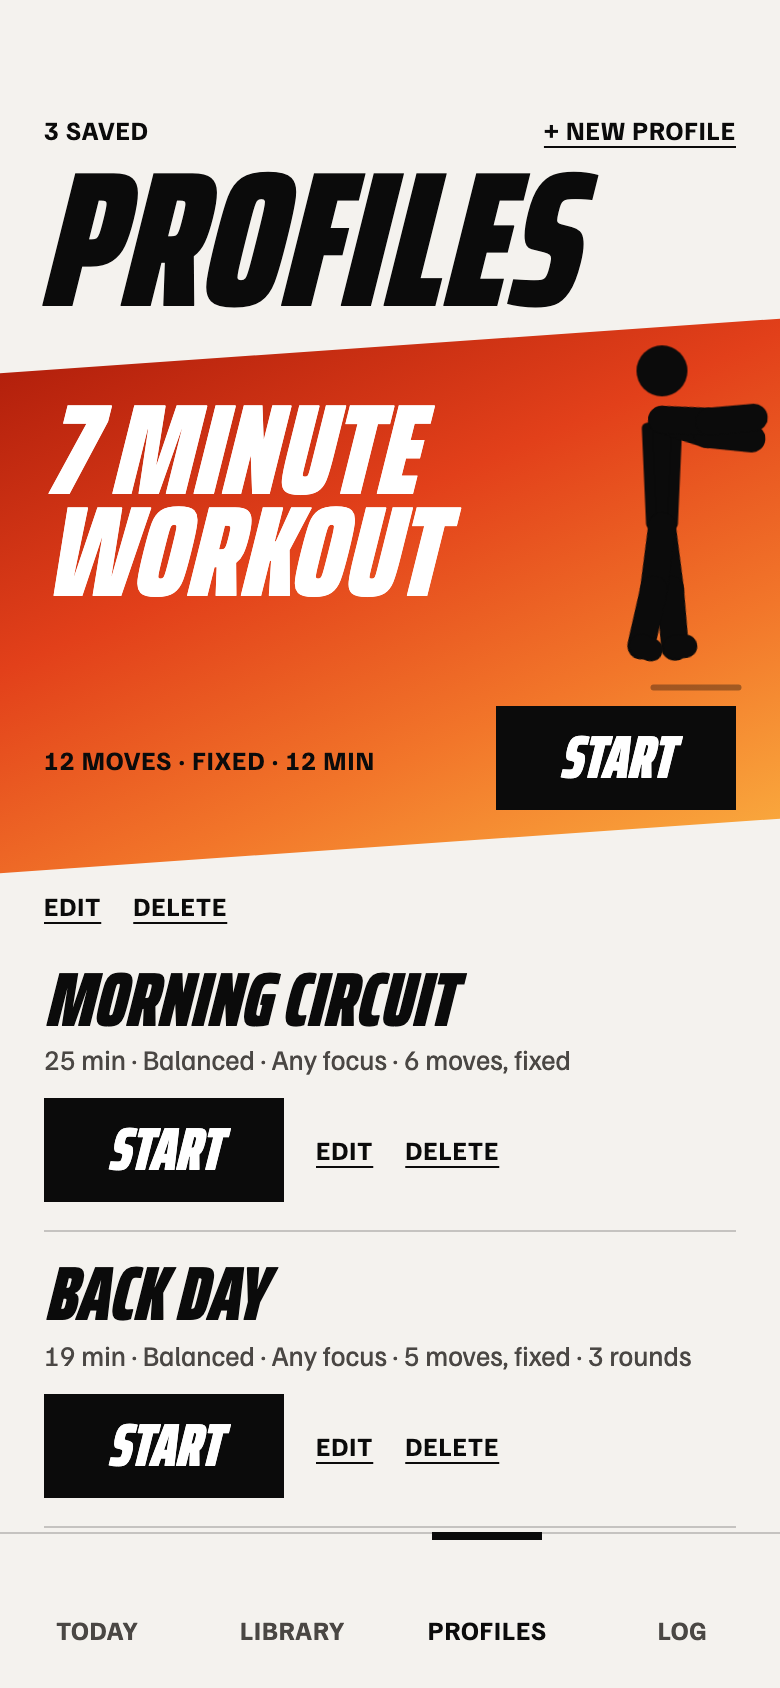 3 SAVED
+ NEW PROFILE
PROFILES
7 MINUTE
WORKOUT
12 MOVES · FIXED · 12 MIN
START
EDIT
DELETE
MORNING CIRCUIT
25 min · Balanced · Any focus · 6 moves, fixed
START
EDIT
DELETE
BACK DAY
19 min · Balanced · Any focus · 5 moves, fixed · 3 rounds
START
EDIT
DELETE
TODAY
LIBRARY
PROFILES
LOG